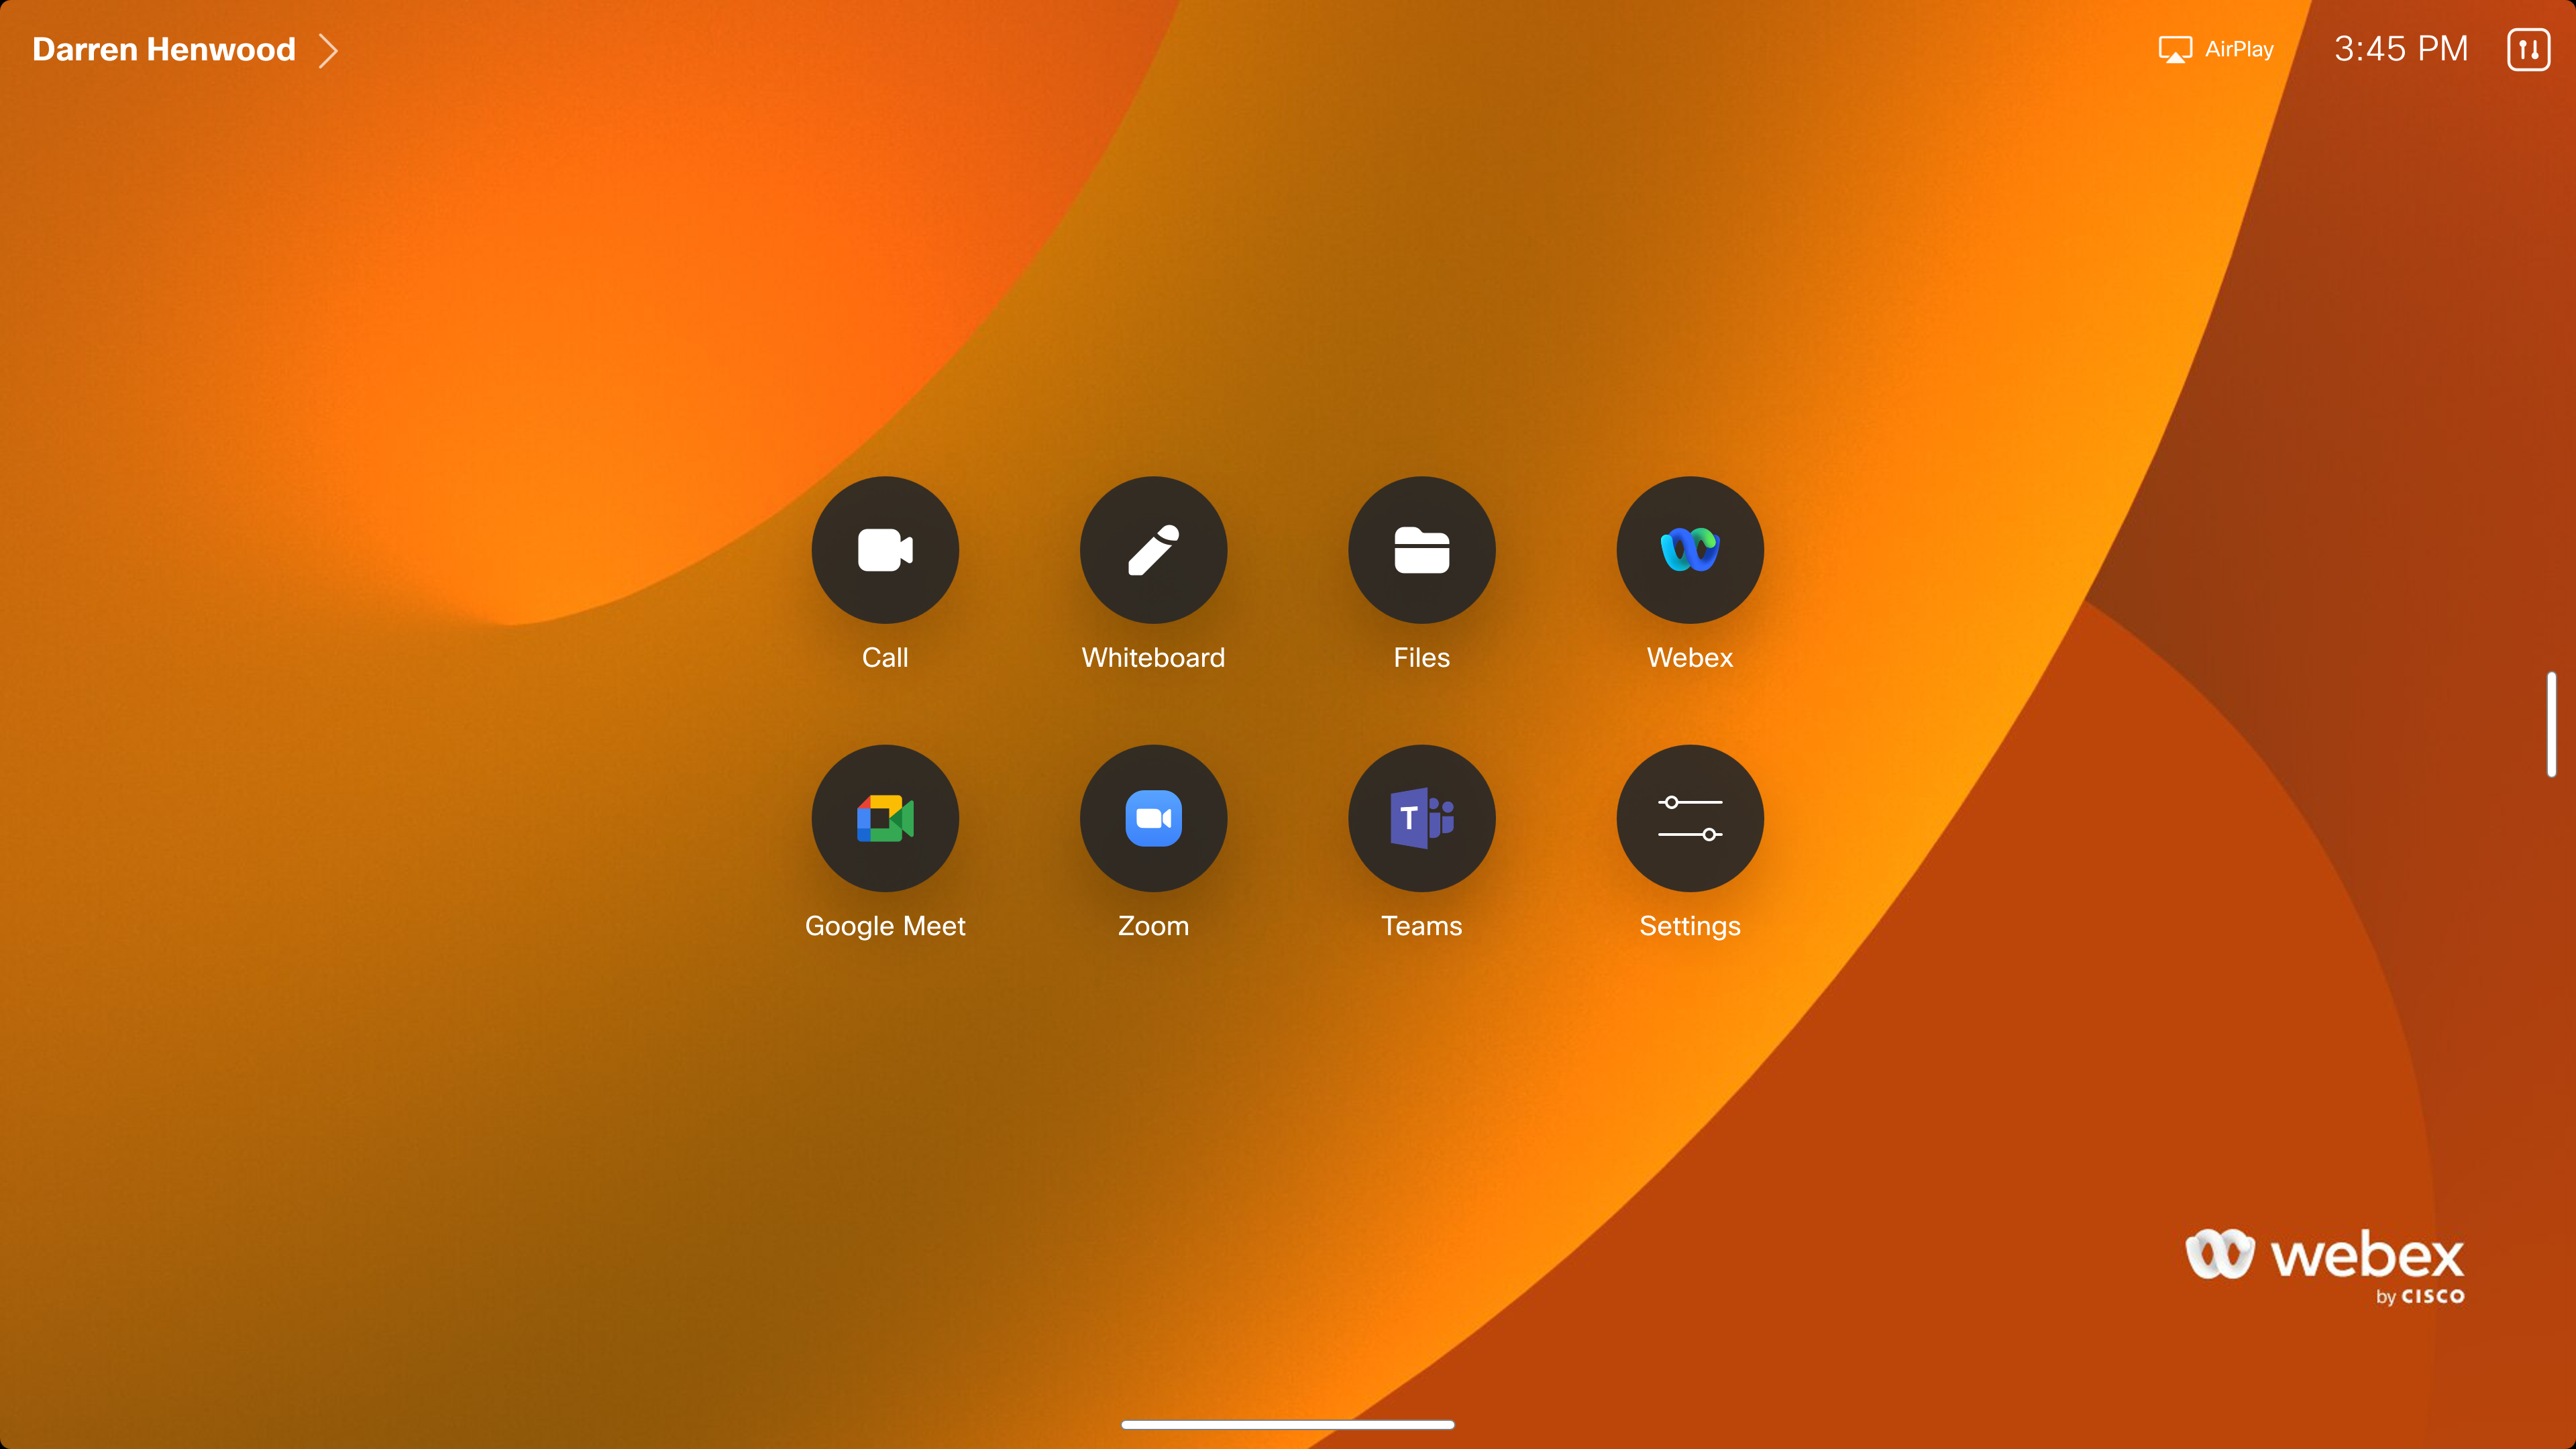 Darren Henwood
AirPlay
3:45 PM
Call
Whiteboard
Files
Webex
T
Google Meet
Zoom
Teams
Settings
webex
by CISCO